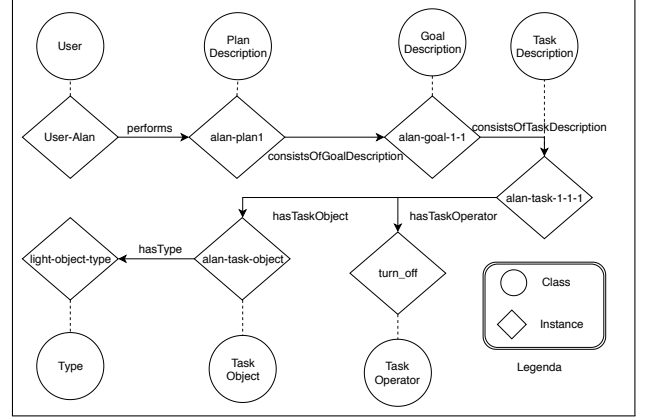 User
Plan
Description
Goal
Description
Task
Description
User-Alan
performs
alan-plan1
consistsOfGoalDescription
alan-goal-1-1
consistsOfTaskDescription
alan-task-1-1-1
hasTaskObject
hasTaskOperator
light-object-type
hasType
alan-task-object
turn_off
Class
Instance
Legenda
Type
Task
Object
Task
Operator